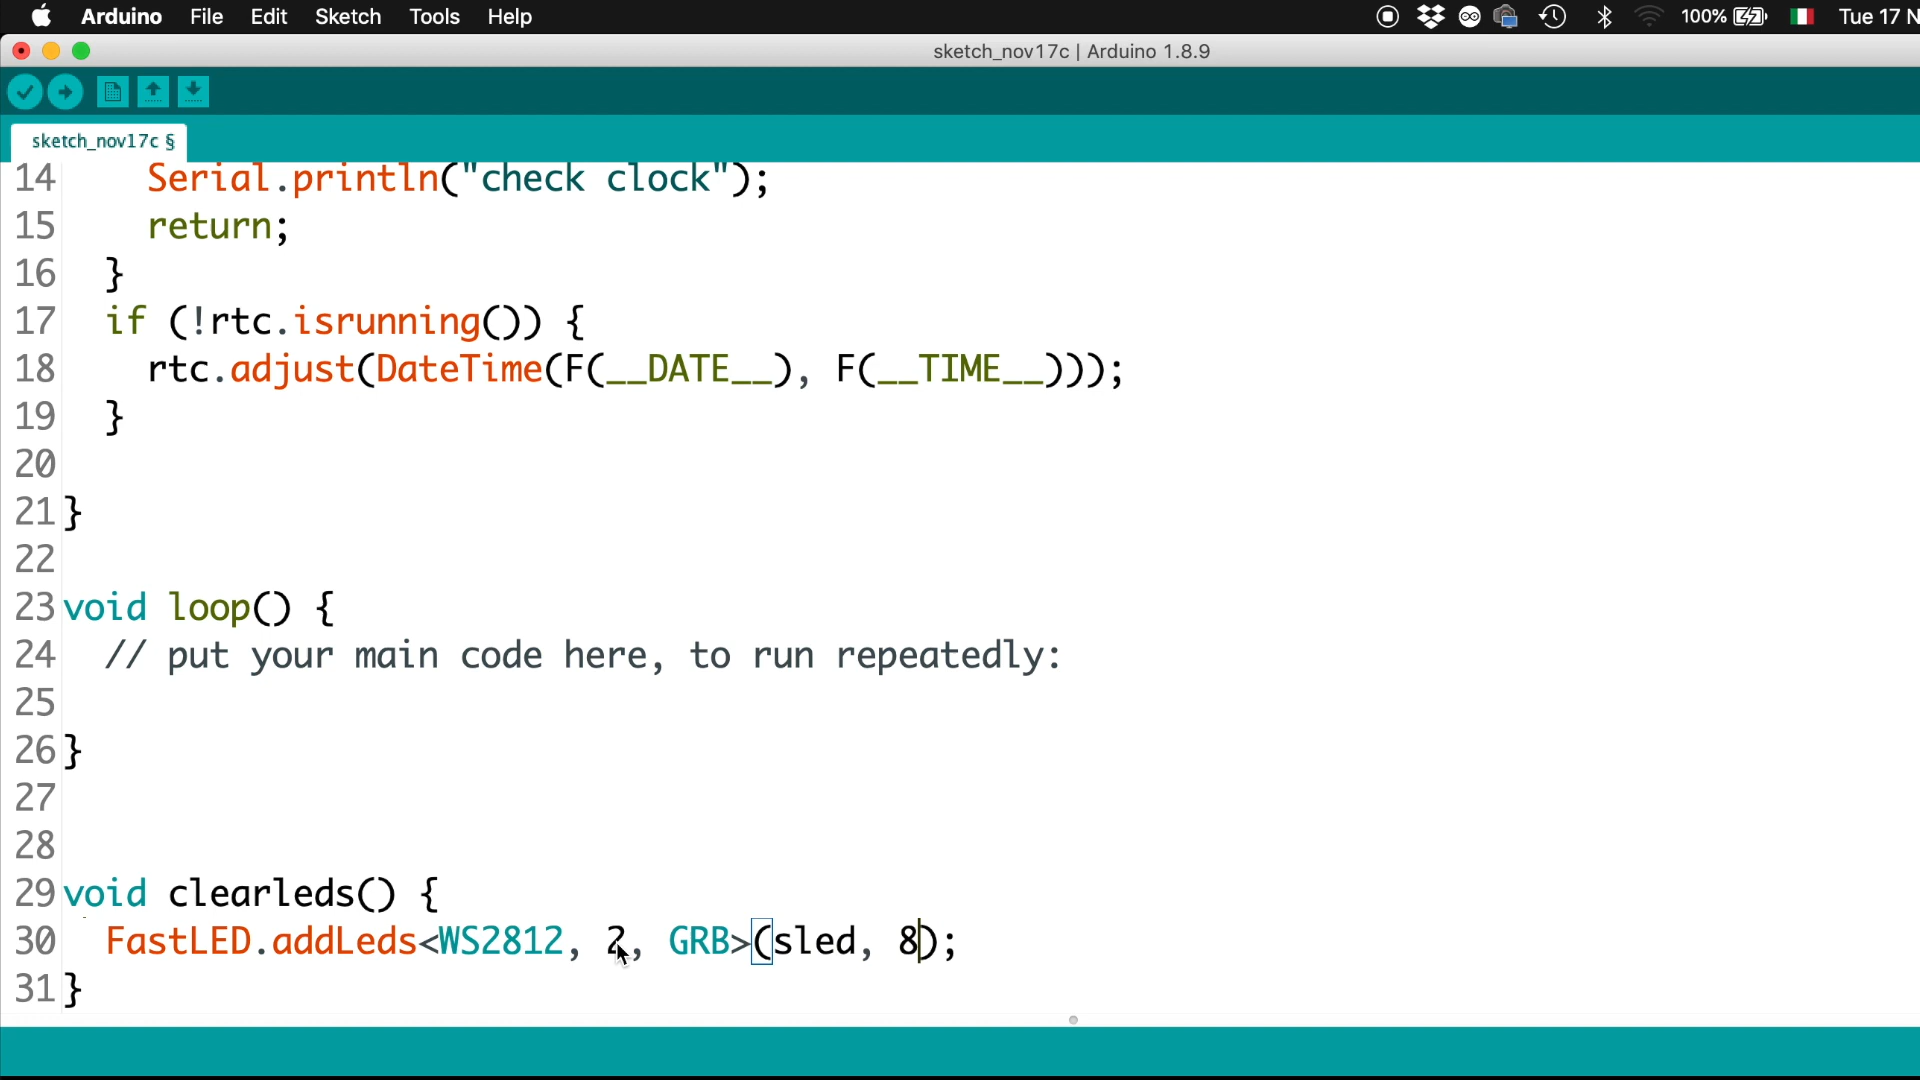 Arduino File Edit Sketch Tools Help 100% Tue 17 N
sketch_nov17c | Arduino 1.8.9
sketch_nov17c §
14 Serial.println("check clock");
15 return;
16 }
17 if (!rtc.isrunning()) {
18 rtc.adjust(DateTime(F(__DATE__), F(__TIME__)));
19 }
20
21 }
22
23 void loop() {
24 // put your main code here, to run repeatedly:
25
26 }
27
28
29 void clearleds() {
30 FastLED.addLeds<WS2812, 2, GRB>(sled, 8);
31 }